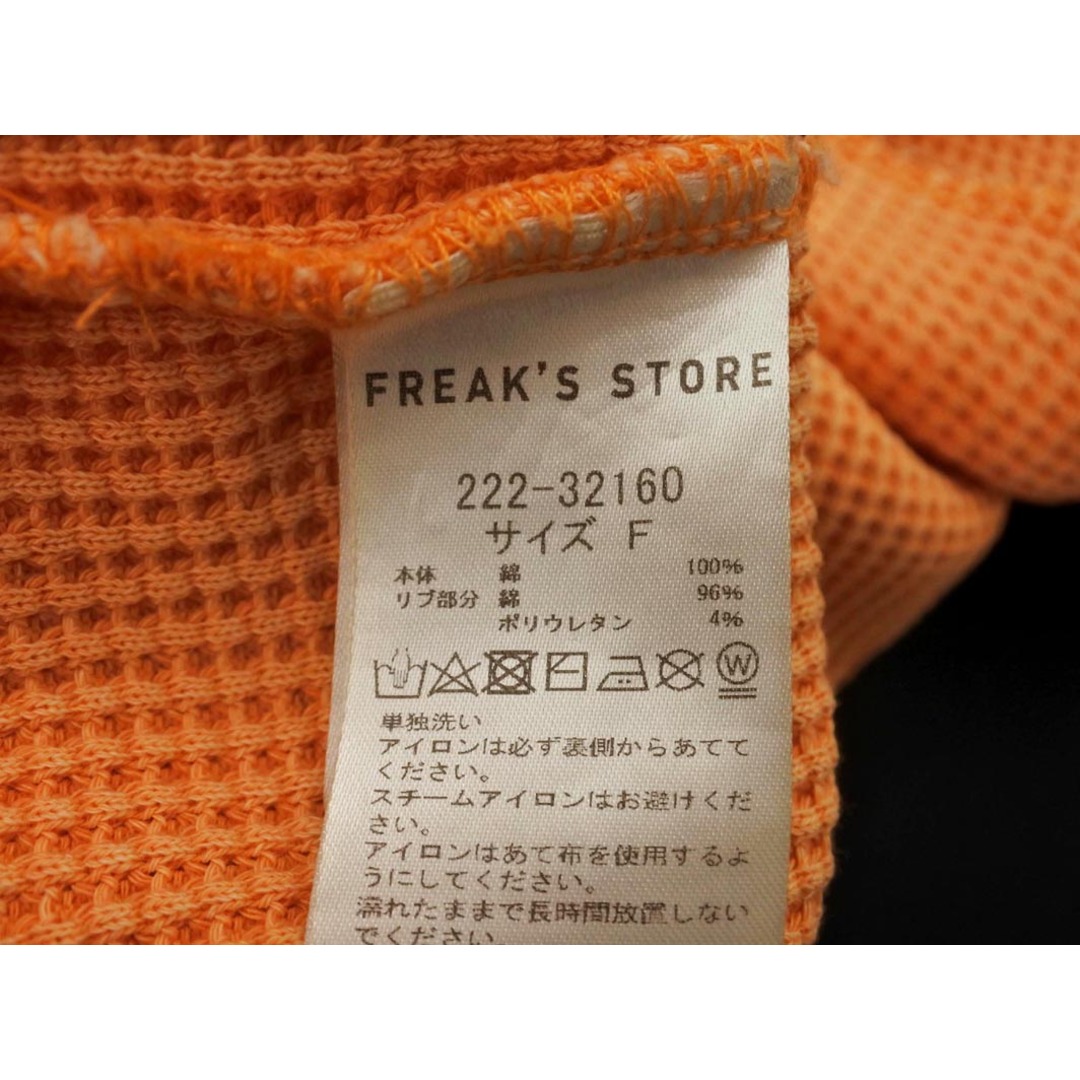 FREAK'S STORE
222-32160
サイズ F
本体 綿 100%
リブ部分 綿 96%
ポリウレタン 4%
W
単独洗い
アイロンは必ず裏側からあてて
ください。
スチームアイロンはお避けくだ
さい。
アイロンはあて布を使用するよ
うにしてください。
濡れたままで長時間放置しない
でください。